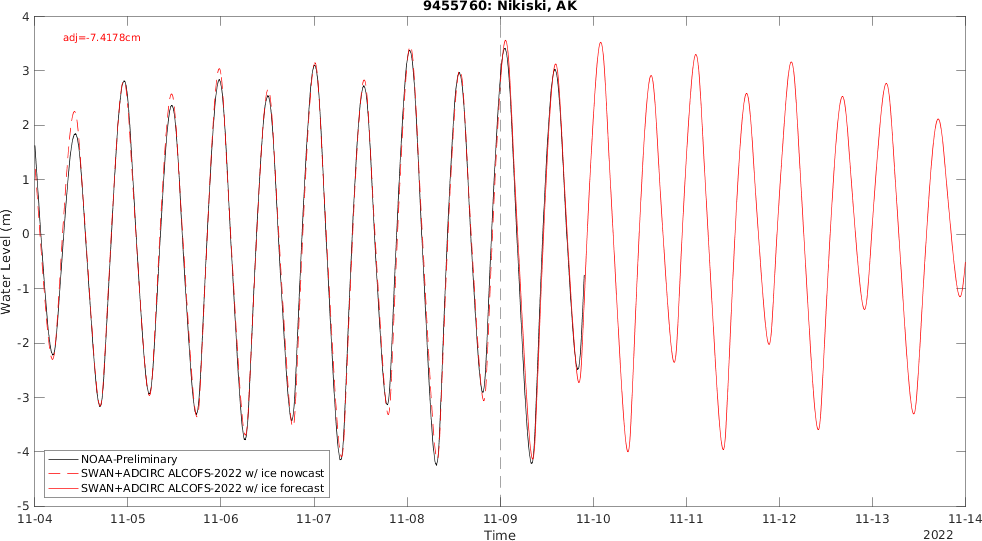 9455760: Nikiski, AK
adj=-7.4178cm
Water Level (m)
4
3
2
1
0
-1
-2
-3
-4
-5
NOAA-Preliminary
SWAN+ADCIRC ALCOFS-2022 w/ ice nowcast
SWAN+ADCIRC ALCOFS-2022 w/ ice forecast
11-04 11-05 11-06 11-07 11-08 11-09 11-10 11-11 11-12 11-13 11-14
Time
2022